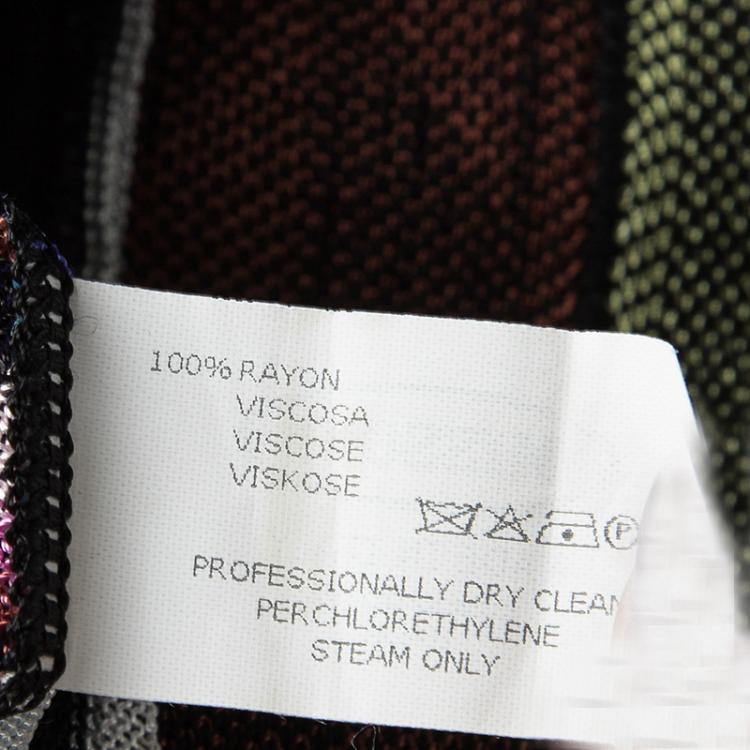 100% RAYON
VISCOSA
VISCOSE
VISKOSE
P
PROFESSIONALLY DRY CLEAN
PERCHLORETHYLENE
STEAM ONLY